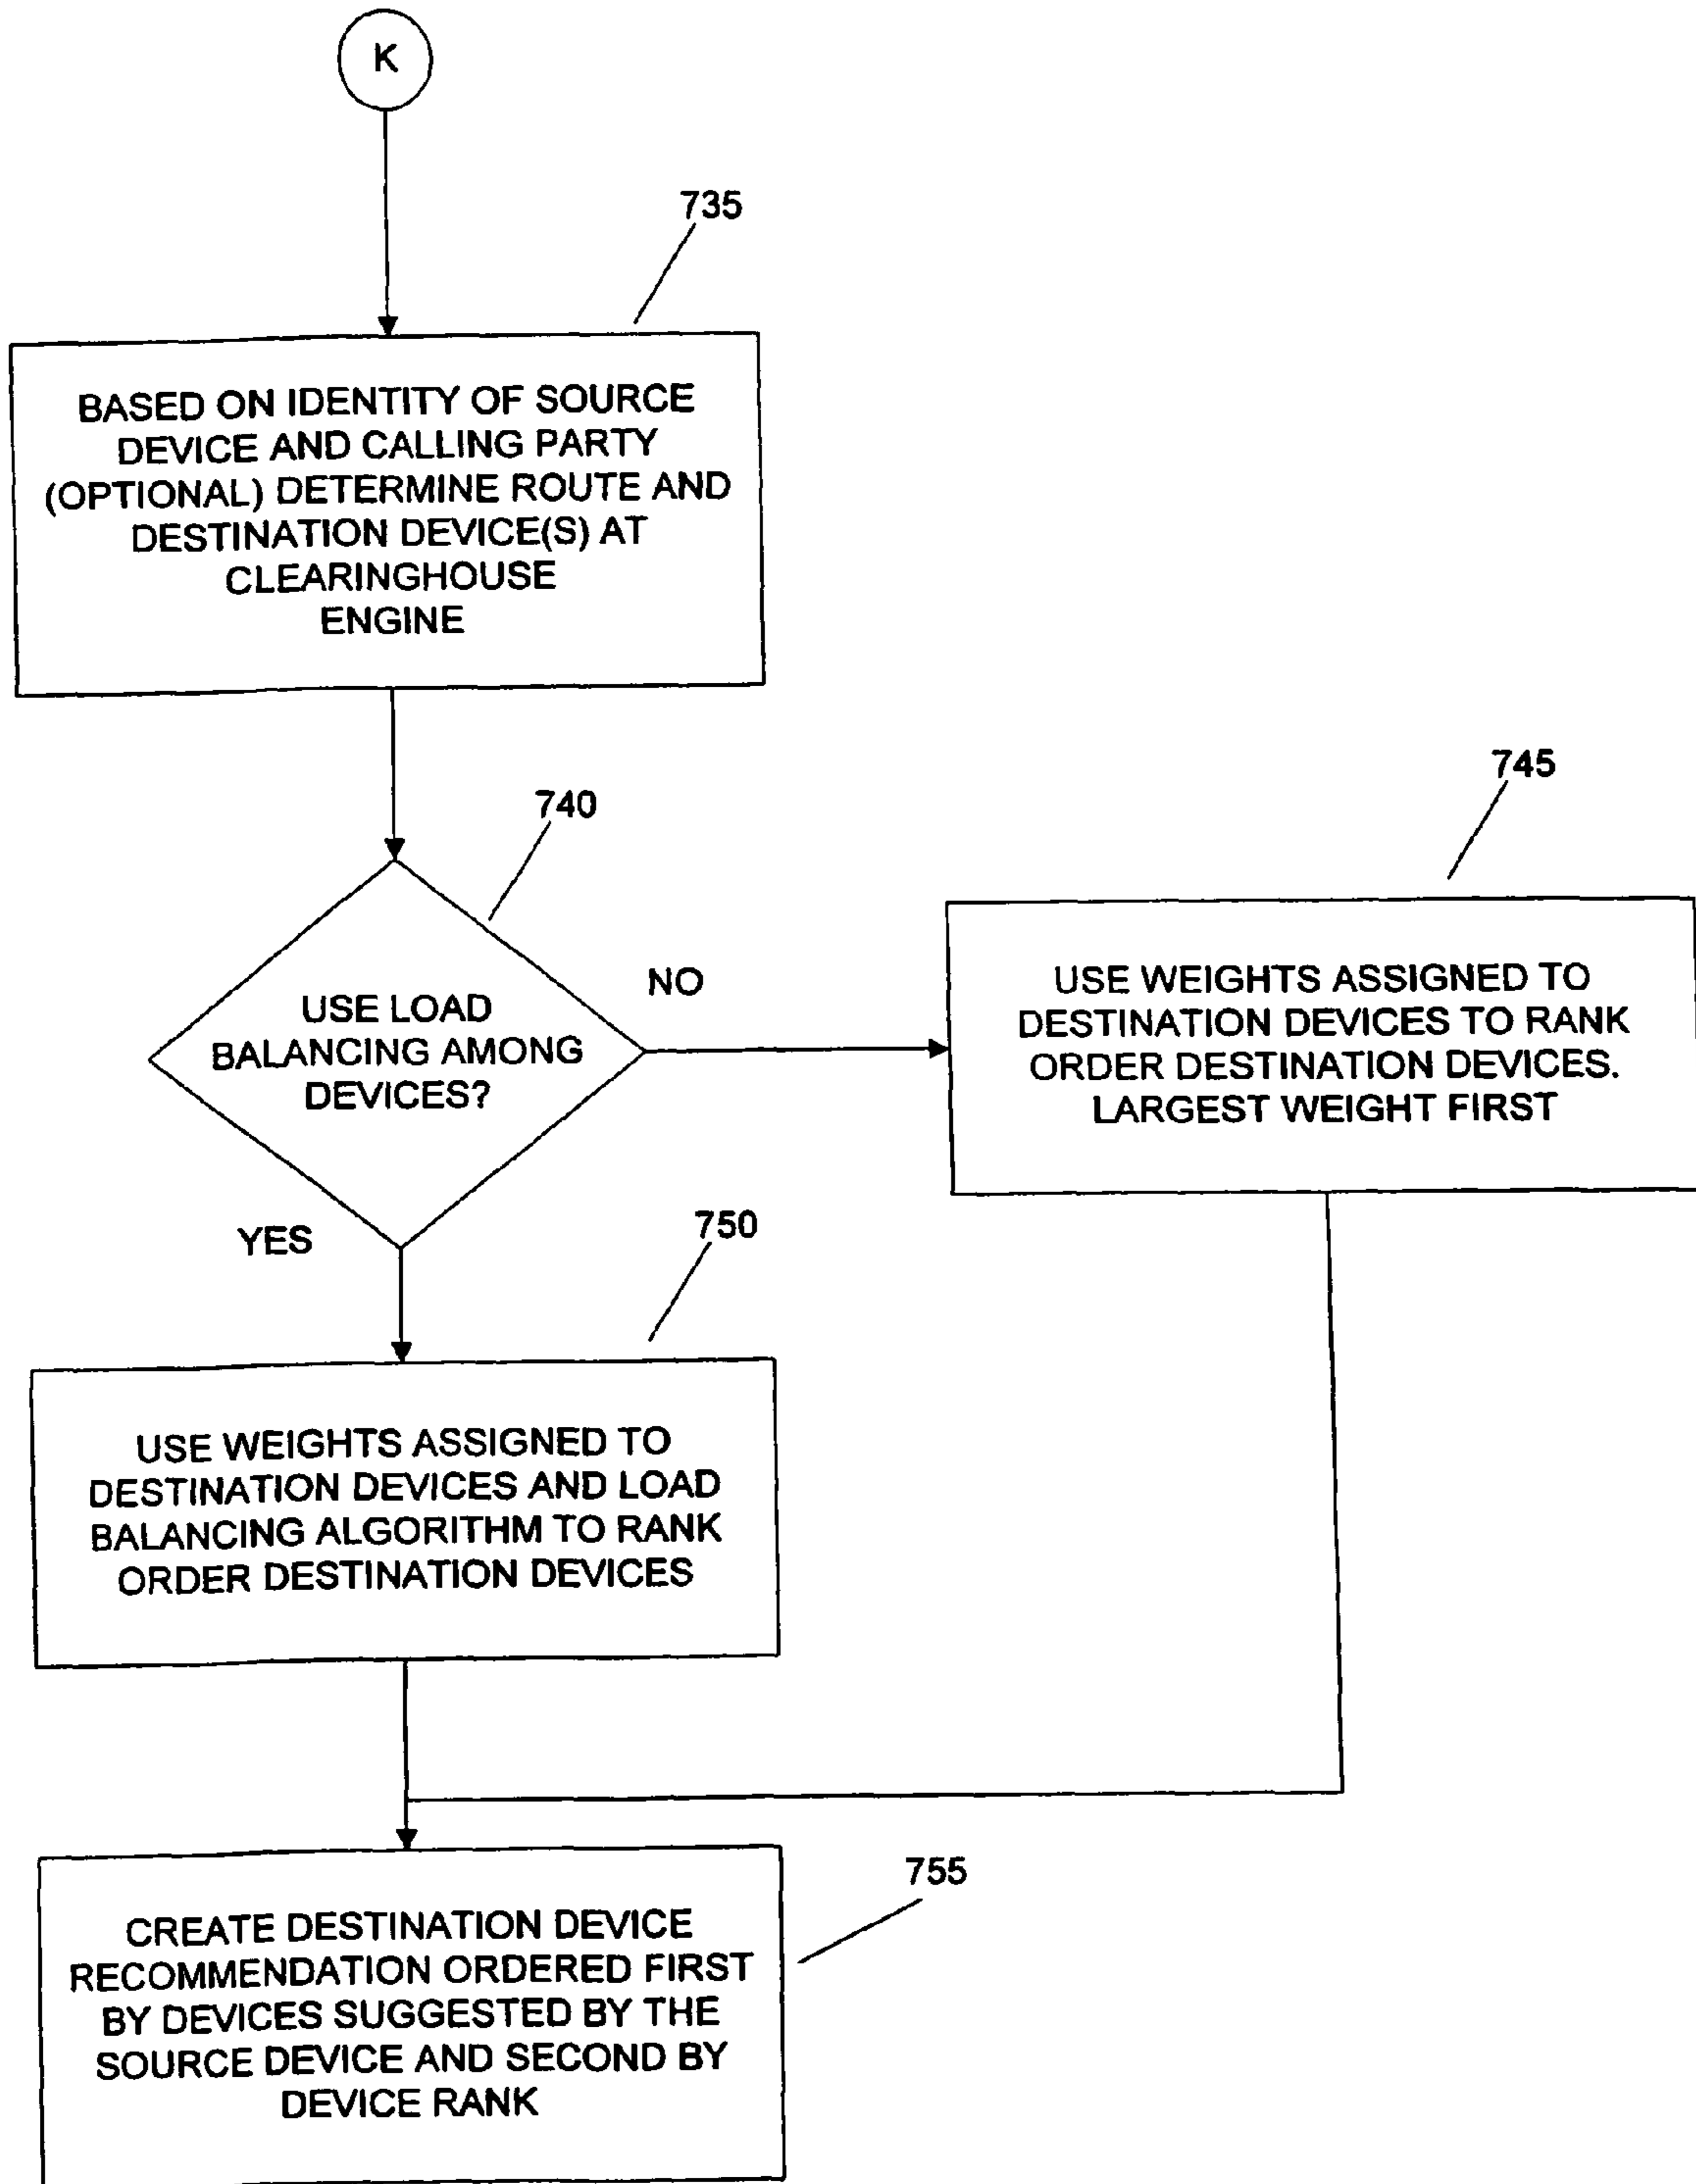 K
735
BASED ON IDENTITY OF SOURCE
DEVICE AND CALLING PARTY
(OPTIONAL) DETERMINE ROUTE AND
DESTINATION DEVICE(S) AT
CLEARINGHOUSE
ENGINE
740
USE LOAD
BALANCING AMONG
DEVICES?
NO
745
USE WEIGHTS ASSIGNED TO
DESTINATION DEVICES TO RANK
ORDER DESTINATION DEVICES.
LARGEST WEIGHT FIRST
YES
750
USE WEIGHTS ASSIGNED TO
DESTINATION DEVICES AND LOAD
BALANCING ALGORITHM TO RANK
ORDER DESTINATION DEVICES
755
CREATE DESTINATION DEVICE
RECOMMENDATION ORDERED FIRST
BY DEVICES SUGGESTED BY THE
SOURCE DEVICE AND SECOND BY
DEVICE RANK